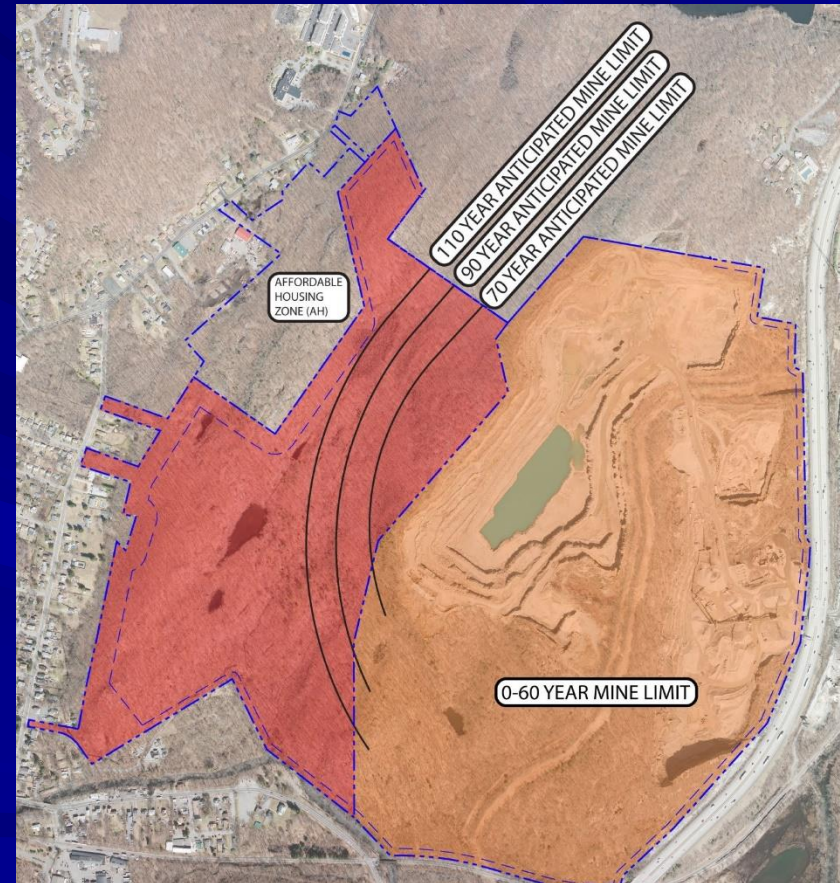 110 YEAR ANTICIPATED MINE LIMIT
90 YEAR ANTICIPATED MINE LIMIT
70 YEAR ANTICIPATED MINE LIMIT
AFFORDABLE
HOUSING
ZONE (AH)
0-60 YEAR MINE LIMIT